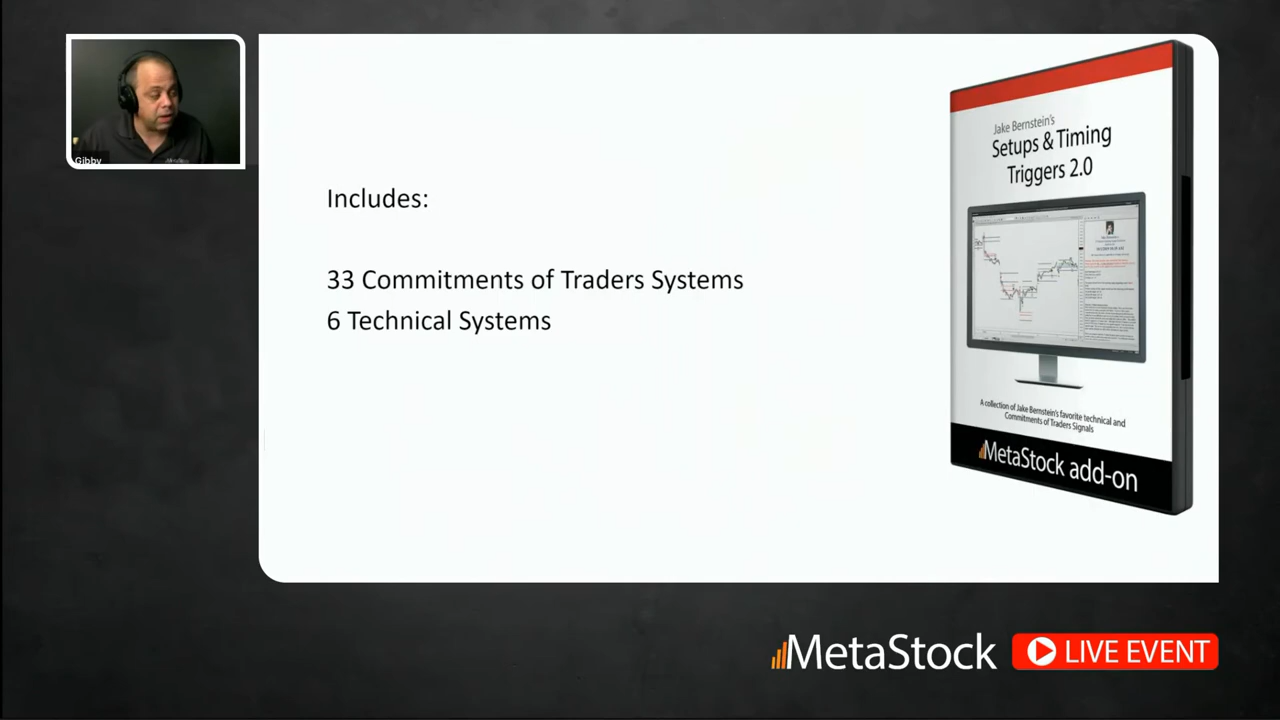 Gibby
Includes:
33 Commitments of Traders Systems
6 Technical Systems
Jake Bernstein's
Setups & Timing
Triggers 2.0
A collection of Jake Bernstein's favorite technical and
Commitments of Traders Signals
MetaStock add-on
MetaStock
LIVE EVENT